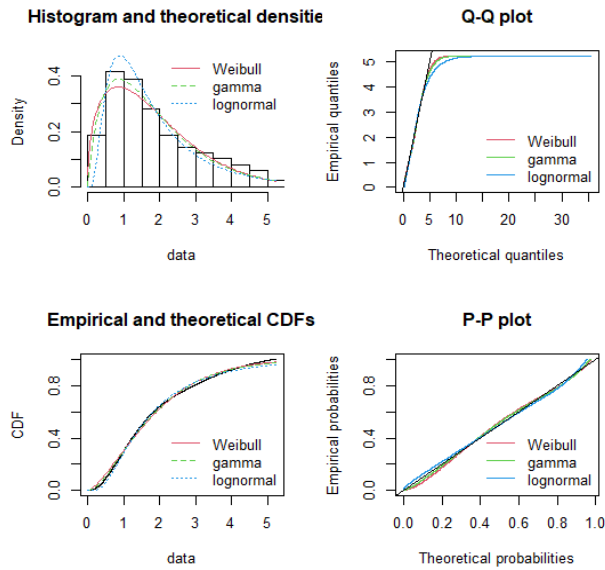 Histogram and theoretical densitie
Density
0.0
0.2
0.4
Weibull
gamma
lognormal
0 1 2 3 4 5
data
Q-Q plot
Empirical quantiles
0 1 2 3 4 5
Weibull
gamma
lognormal
0 5 10 20 30
Theoretical quantiles
Empirical and theoretical CDFs
CDF
0.0 0.4 0.8
Weibull
gamma
lognormal
0 1 2 3 4 5
data
P-P plot
Empirical probabilities
0.0 0.4 0.8
Weibull
gamma
lognormal
0.0 0.2 0.4 0.6 0.8 1.0
Theoretical probabilities